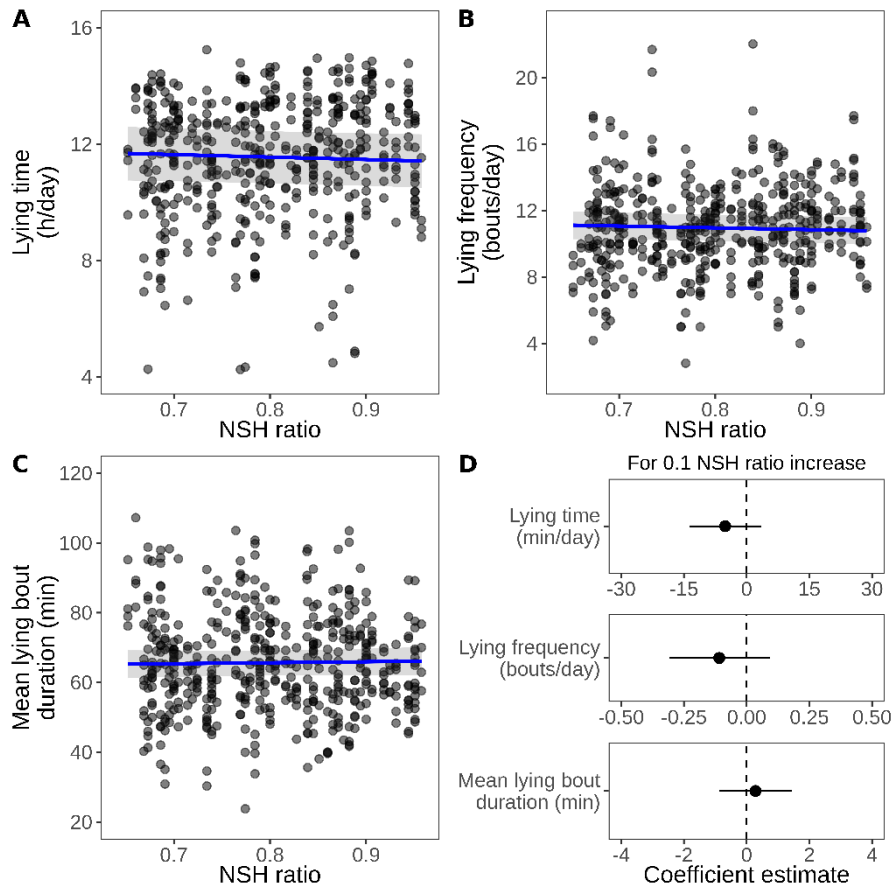 A
Lying time
(h/day)
16
12
8
4
0.7
0.8
0.9
NSH ratio
B
Lying frequency
(bouts/day)
20
16
12
8
4
0.7
0.8
0.9
NSH ratio
C
Mean lying bout
duration (min)
120
100
80
60
40
20
0.7
0.8
0.9
NSH ratio
D
For 0.1 NSH ratio increase
Lying time
(min/day)
-30
-15
0
15
30
Lying frequency
(bouts/day)
-0.50
-0.25
0.00
0.25
0.50
Mean lying bout
duration (min)
-4
-2
0
2
4
Coefficient estimate